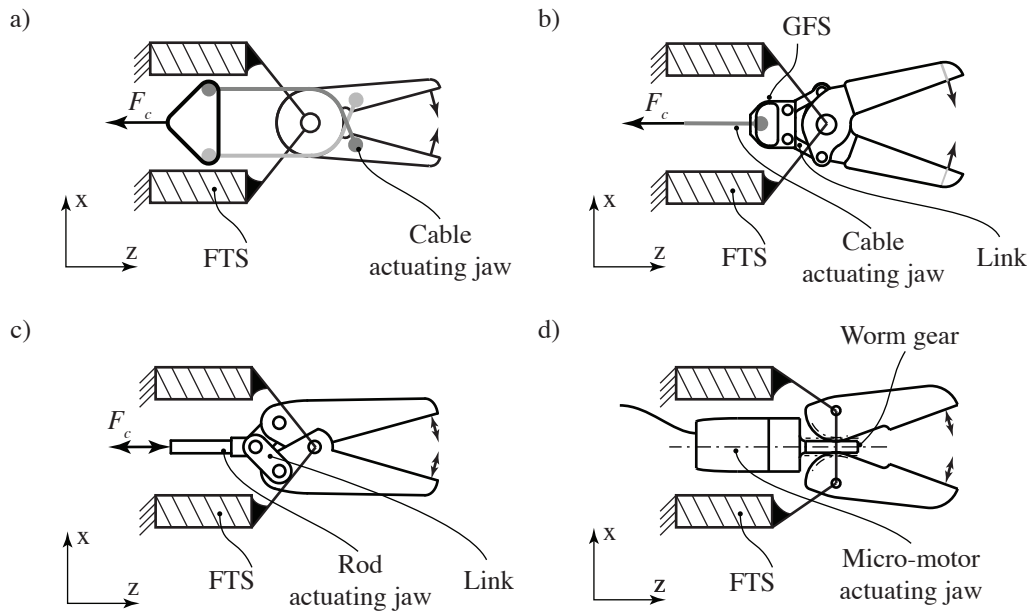 a)
F_c
x
z
FTS
Cable
actuating jaw
b)
GFS
F_c
x
z
FTS
Cable
actuating jaw
Link
c)
F_c
x
z
FTS
Rod
actuating jaw
Link
d)
Worm gear
x
z
FTS
Micro-motor
actuating jaw